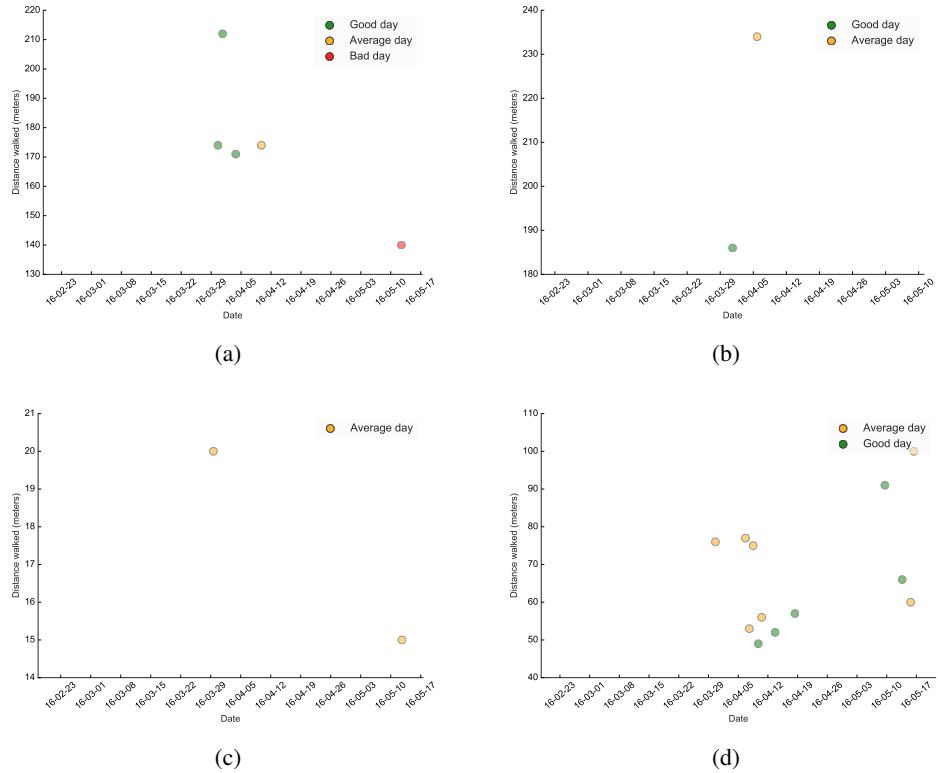 220
210
200
190
180
170
160
150
140
130
Distance walked (meters)
Good day
Average day
Bad day
16-02-23 16-03-01 16-03-08 16-03-15 16-03-22 16-03-29 16-04-05 16-04-12 16-04-19 16-04-26 16-05-03 16-05-10 16-05-17
Date
(a)
240
230
220
210
200
190
180
Distance walked (meters)
Good day
Average day
16-02-23 16-03-01 16-03-08 16-03-15 16-03-22 16-03-29 16-04-05 16-04-12 16-04-19 16-04-26 16-05-03 16-05-10
Date
(b)
21
20
19
18
17
16
15
14
Distance walked (meters)
Average day
16-02-23 16-03-01 16-03-08 16-03-15 16-03-22 16-03-29 16-04-05 16-04-12 16-04-19 16-04-26 16-05-03 16-05-10 16-05-17
Date
(c)
110
100
90
80
70
60
50
40
Distance walked (meters)
Average day
Good day
16-02-23 16-03-01 16-03-08 16-03-15 16-03-22 16-03-29 16-04-05 16-04-12 16-04-19 16-04-26 16-05-03 16-05-10 16-05-17
Date
(d)